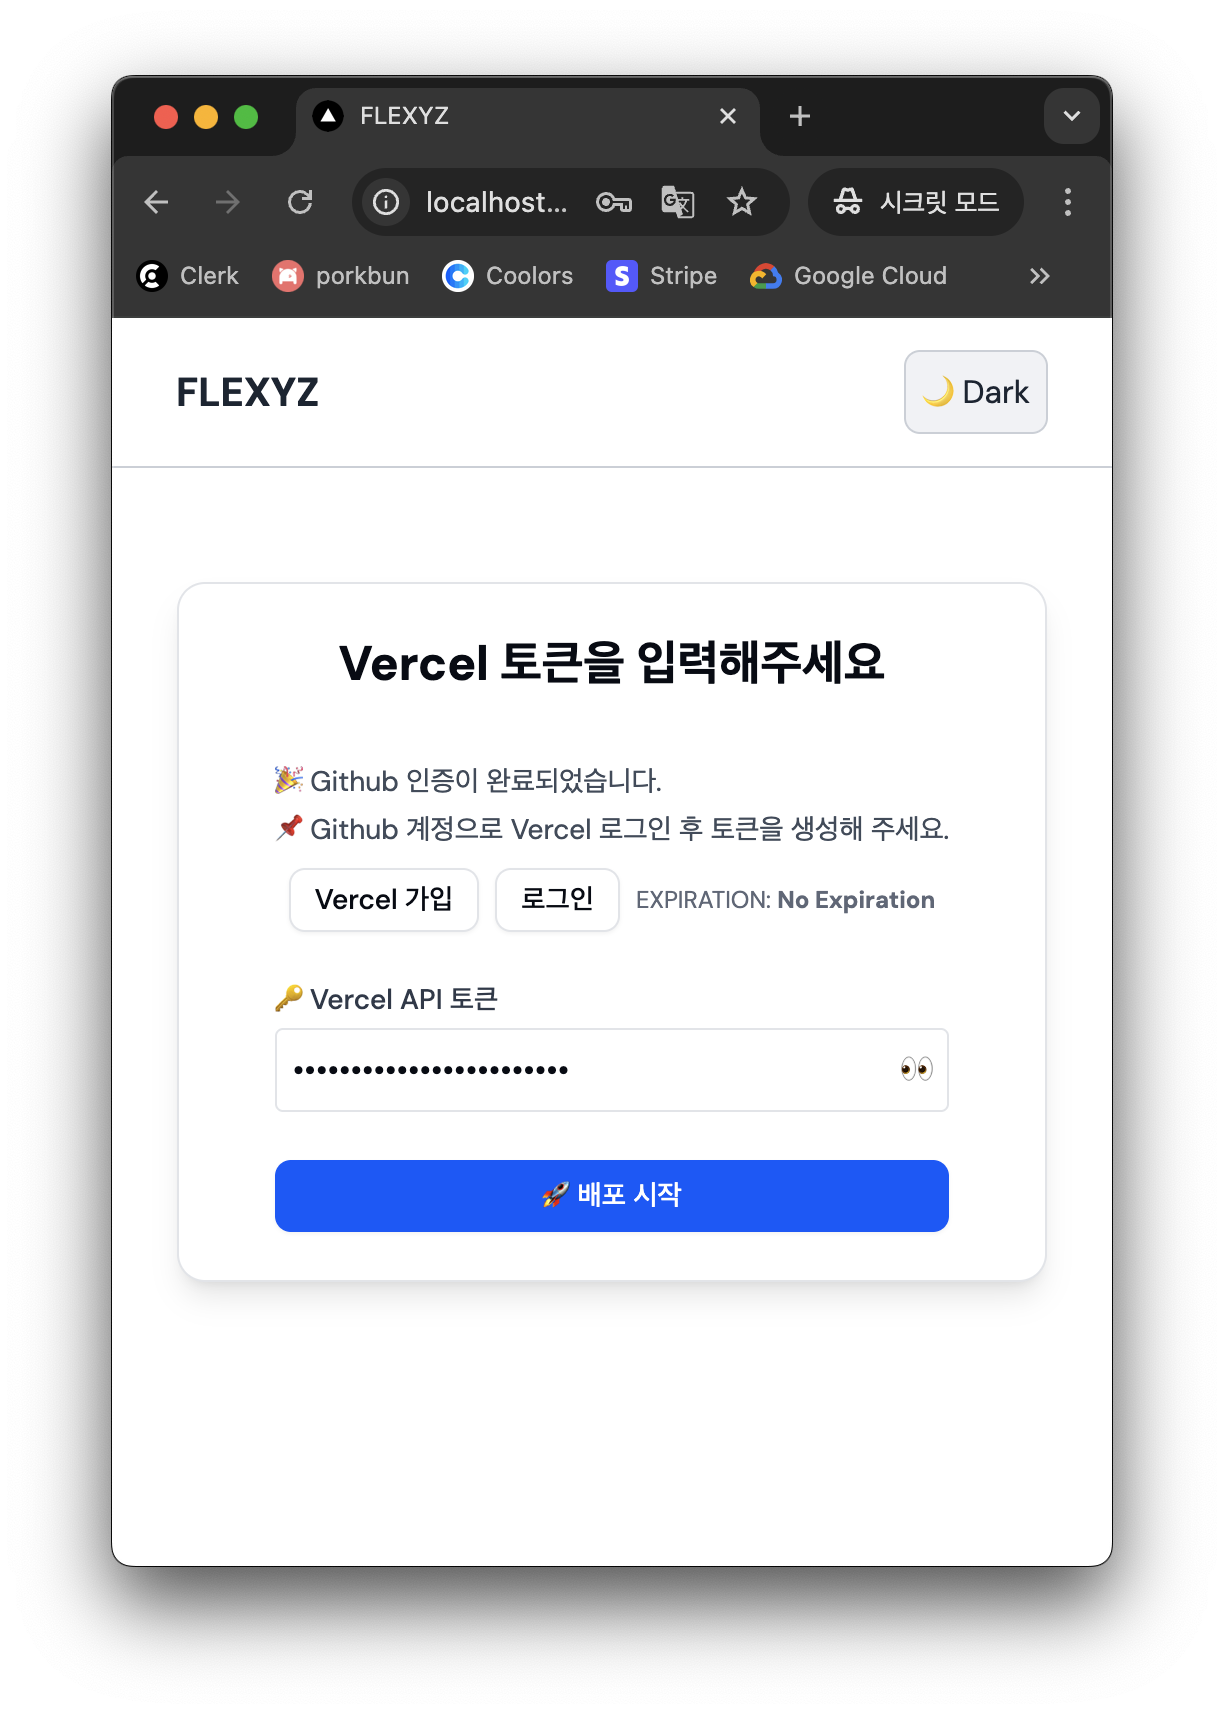 FLEXYZ
localhost...
시크릿 모드
Clerk porkbun Coolors Stripe Google Cloud
FLEXYZ
🌙 Dark
Vercel 토큰을 입력해주세요
🎉 Github 인증이 완료되었습니다.
📌 Github 계정으로 Vercel 로그인 후 토큰을 생성해 주세요.
Vercel 가입 로그인 EXPIRATION: No Expiration
🔑 Vercel API 토큰
••••••••••••••••••••••••
🚀 배포 시작